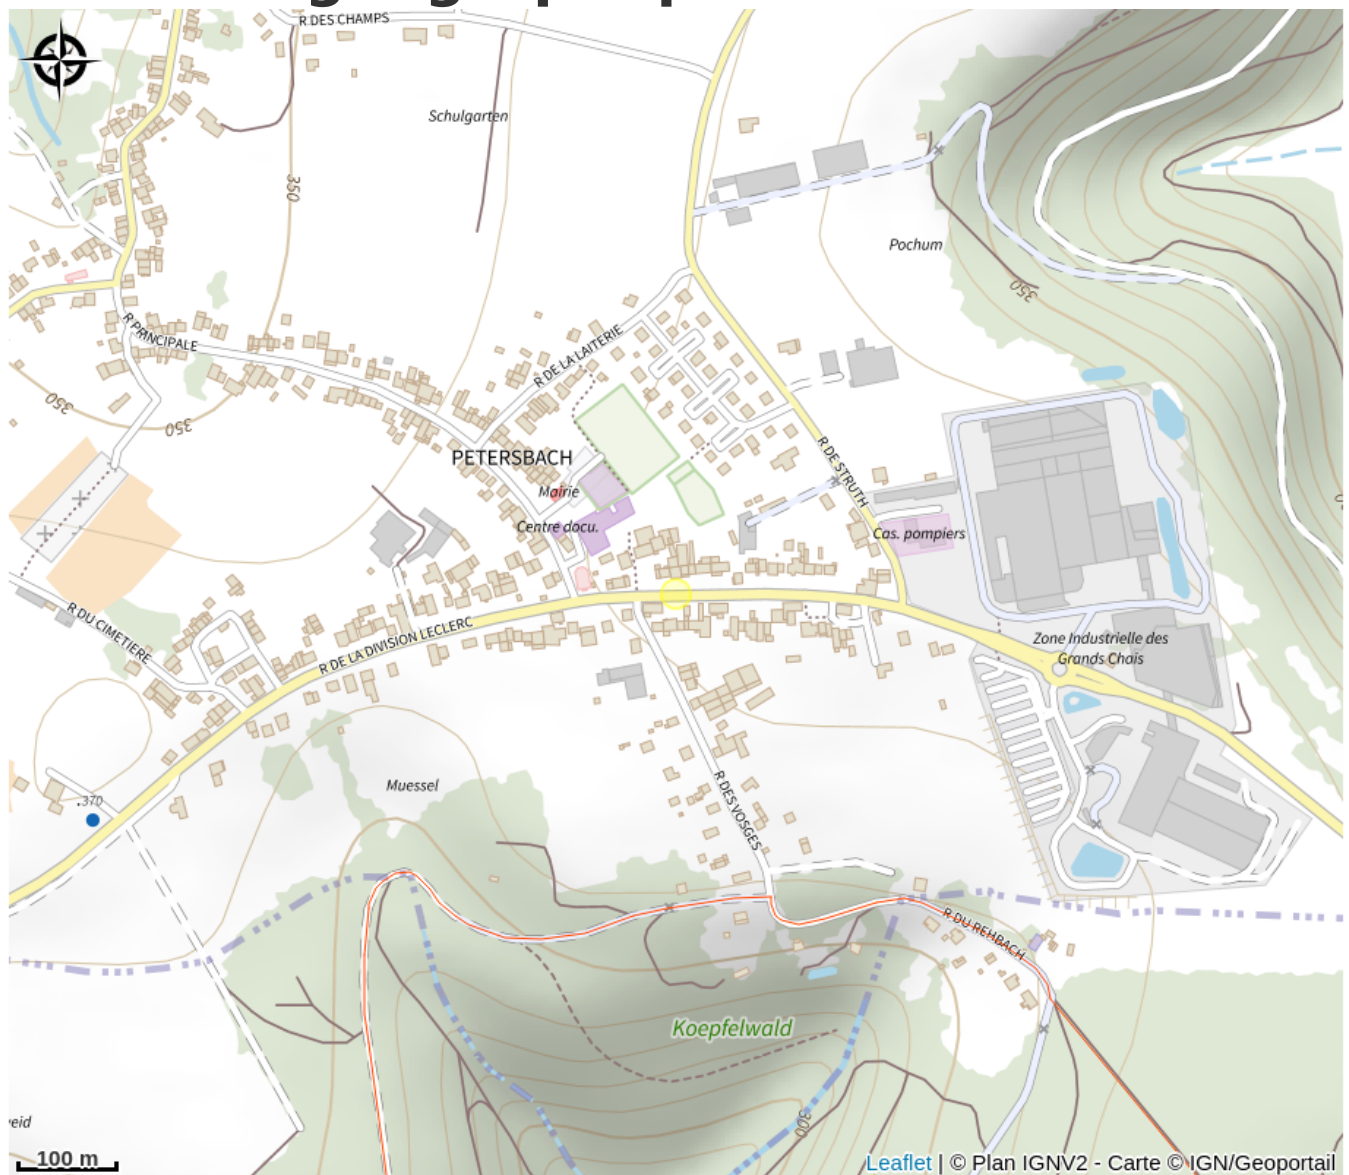 R DES CHAMPS
Schulgarten
350
Pochum
350
R PRINCIPALE
R DE LA LAITERIE
350
350
PETERSBACH
R DE STRUTH
Mairie
Centre docu.
Cas. pompiers
R DU CIMETIERE
R DE LA DIVISION LECLERC
Zone Industrielle des
Grands Chais
Muessel
.370
R DES VOSGES
R DU REHBACH
Koepfelwald
300
eid
100 m
Leaflet | © Plan IGNV2 - Carte © IGN/Geoportail